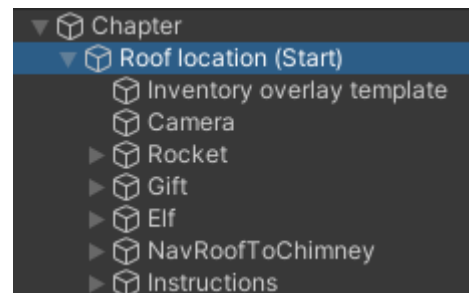 Chapter
Roof location (Start)
Inventory overlay template
Camera
Rocket
Gift
Elf
NavRoofToChimney
Instructions